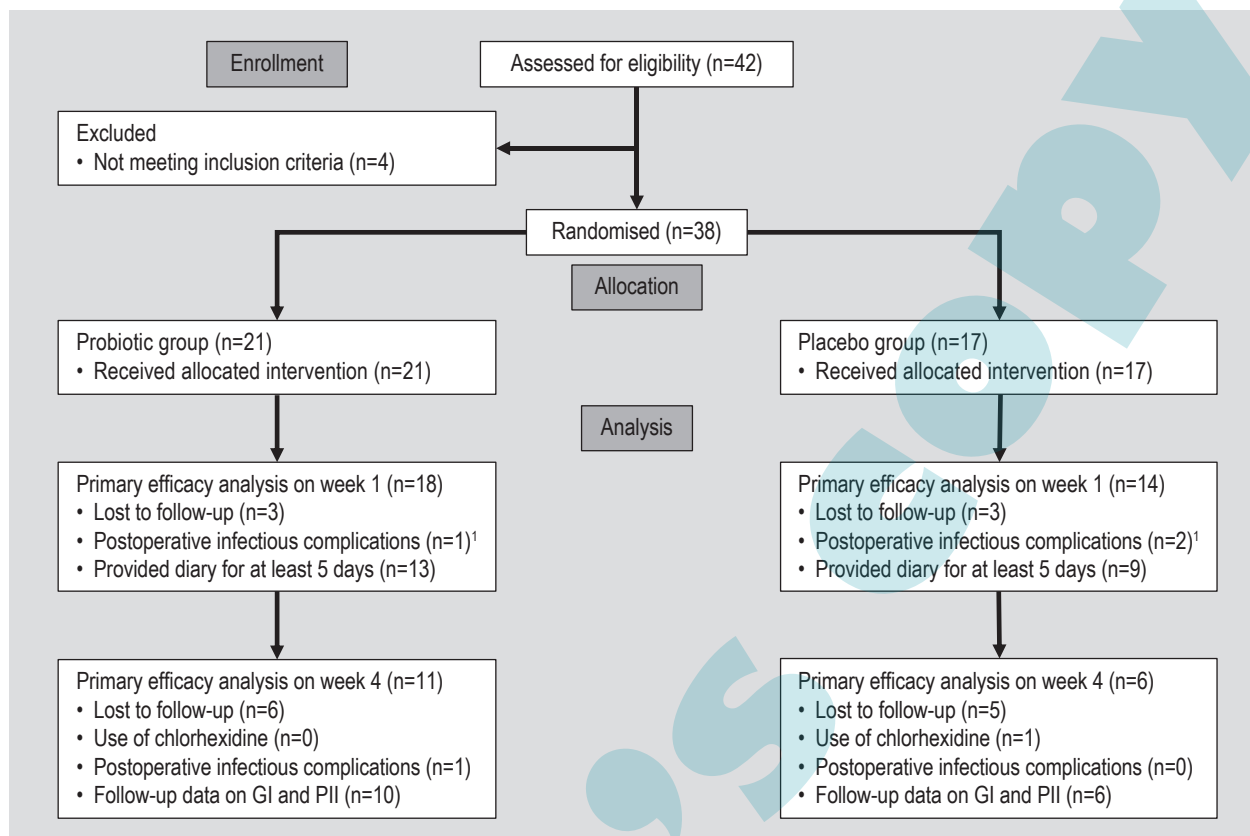 Enrollment
Assessed for eligibility (n=42)
Excluded
• Not meeting inclusion criteria (n=4)
Randomised (n=38)
Allocation
Probiotic group (n=21)
• Received allocated intervention (n=21)
Placebo group (n=17)
• Received allocated intervention (n=17)
Analysis
Primary efficacy analysis on week 1 (n=18)
• Lost to follow-up (n=3)
• Postoperative infectious complications (n=1)¹
• Provided diary for at least 5 days (n=13)
Primary efficacy analysis on week 1 (n=14)
• Lost to follow-up (n=3)
• Postoperative infectious complications (n=2)¹
• Provided diary for at least 5 days (n=9)
Primary efficacy analysis on week 4 (n=11)
• Lost to follow-up (n=6)
• Use of chlorhexidine (n=0)
• Postoperative infectious complications (n=1)
• Follow-up data on GI and PII (n=10)
Primary efficacy analysis on week 4 (n=6)
• Lost to follow-up (n=5)
• Use of chlorhexidine (n=1)
• Postoperative infectious complications (n=0)
• Follow-up data on GI and PII (n=6)
’s copy